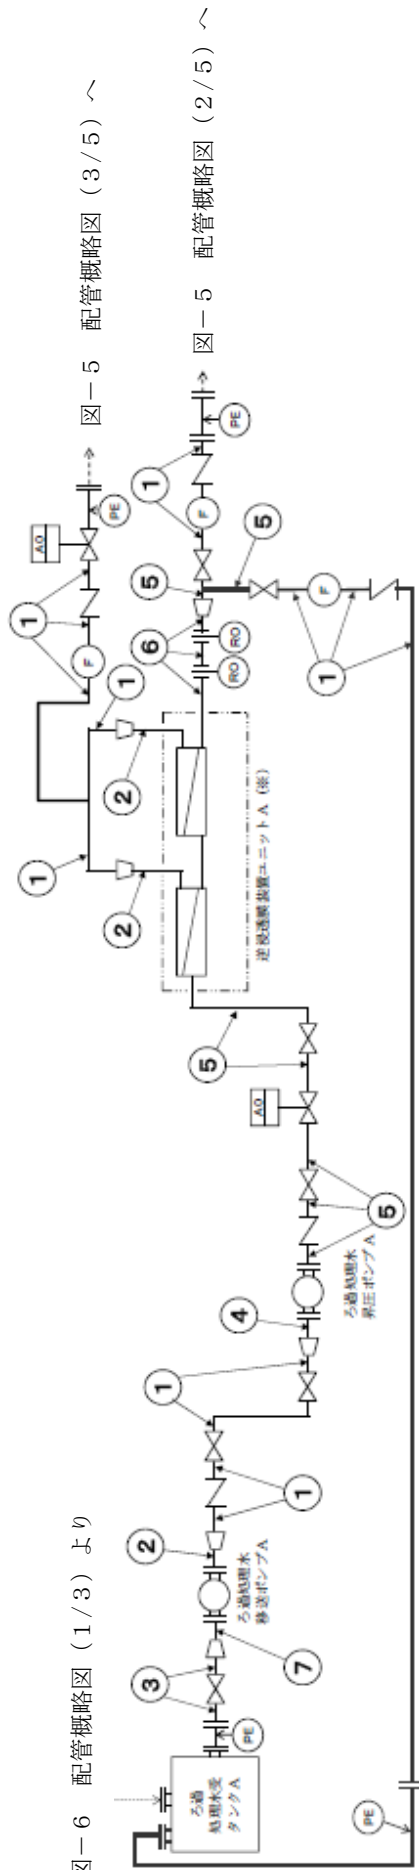 図－6 配管概略図（1/3）より
ろ過
処理水受
タンクA
PE
PE
3
7
2
ろ過処理水
移送ポンプA
1
1
4
ろ過処理水
昇圧ポンプA
5
AO
5
逆浸透膜装置ユニットA（※）
2
2
1
1
1
F
AO
PE
図－5 配管概略図（3/5）へ
6
RO
RO
5
5
F
1
PE
図－5 配管概略図（2/5）へ
1
F